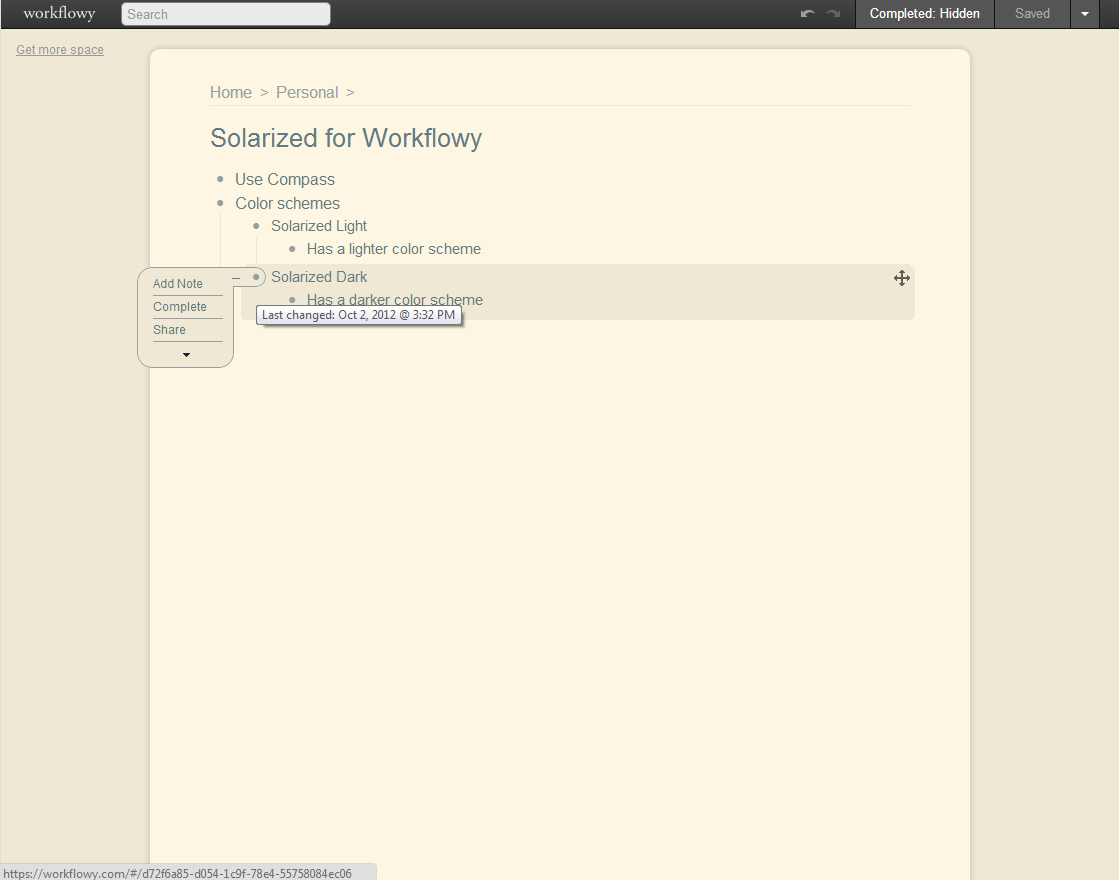 workflowy Search Completed: Hidden Saved
Get more space
Home > Personal >
Solarized for Workflowy
Use Compass
Color schemes
Solarized Light
Has a lighter color scheme
Solarized Dark
Has a darker color scheme
Last changed: Oct 2, 2012 @ 3:32 PM
Add Note
Complete
Share
https://workflowy.com/#/d72f6a85-d054-1c9f-78e4-55758084ec06